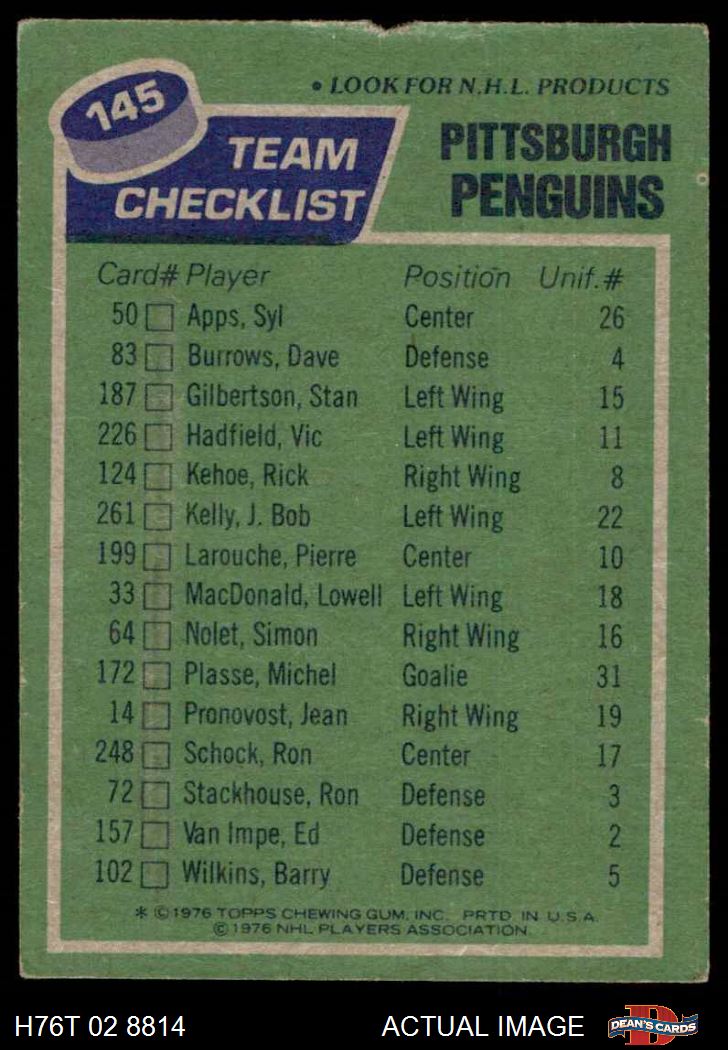 • LOOK FOR N.H.L. PRODUCTS
145
TEAM CHECKLIST
PITTSBURGH PENGUINS
Card# Player Position Unif.#
50 Apps, Syl Center 26
83 Burrows, Dave Defense 4
187 Gilbertson, Stan Left Wing 15
226 Hadfield, Vic Left Wing 11
124 Kehoe, Rick Right Wing 8
261 Kelly, J. Bob Left Wing 22
199 Larouche, Pierre Center 10
33 MacDonald, Lowell Left Wing 18
64 Nolet, Simon Right Wing 16
172 Plasse, Michel Goalie 31
14 Pronovost, Jean Right Wing 19
248 Schock, Ron Center 17
72 Stackhouse, Ron Defense 3
157 Van Impe, Ed Defense 2
102 Wilkins, Barry Defense 5
* ©1976 TOPPS CHEWING GUM, INC. PRTD. IN U.S.A.
©1976 NHL PLAYERS ASSOCIATION.
H76T 02 8814 ACTUAL IMAGE
D
DEAN'S CARDS